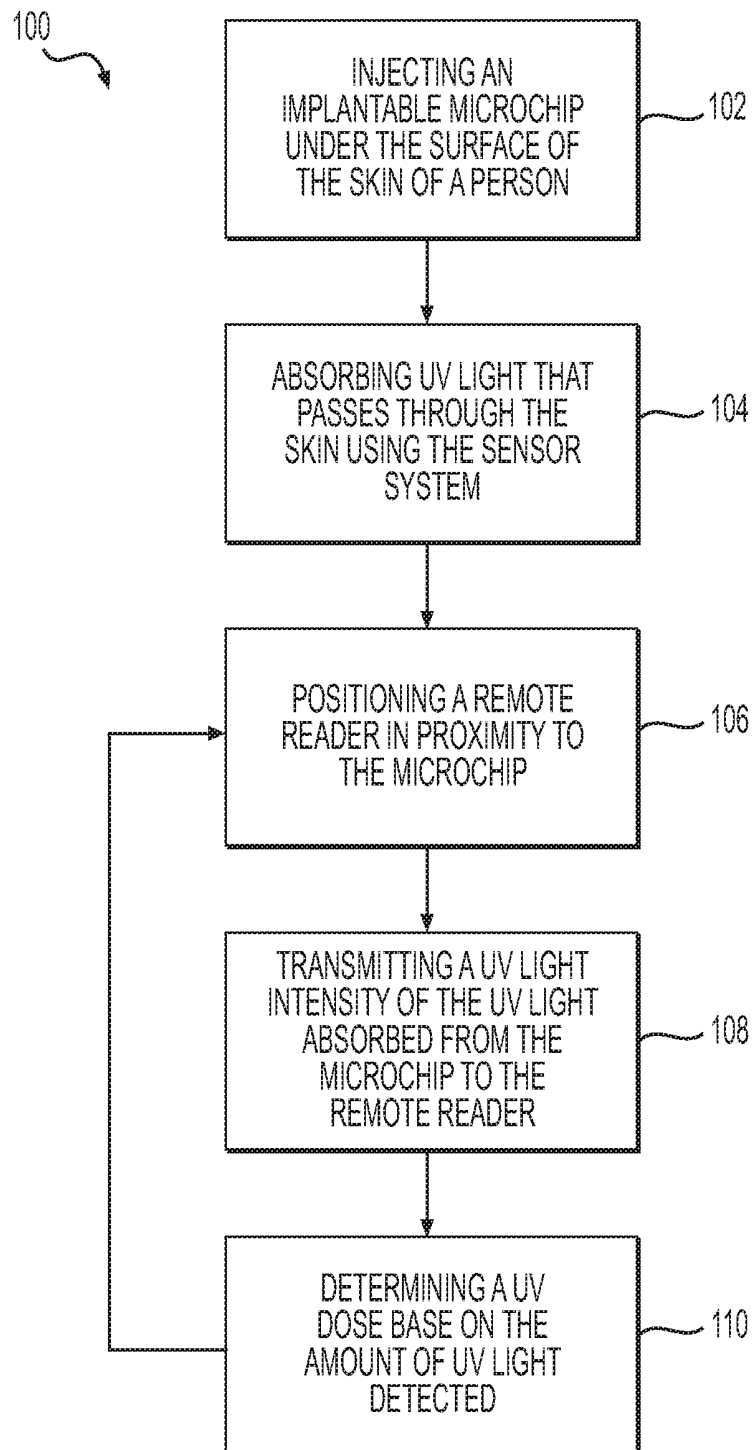 100
INJECTING AN
IMPLANTABLE MICROCHIP
UNDER THE SURFACE OF
THE SKIN OF A PERSON
102
ABSORBING UV LIGHT THAT
PASSES THROUGH THE
SKIN USING THE SENSOR
SYSTEM
104
POSITIONING A REMOTE
READER IN PROXIMITY TO
THE MICROCHIP
106
TRANSMITTING A UV LIGHT
INTENSITY OF THE UV LIGHT
ABSORBED FROM THE
MICROCHIP TO THE
REMOTE READER
108
DETERMINING A UV
DOSE BASE ON THE
AMOUNT OF UV LIGHT
DETECTED
110